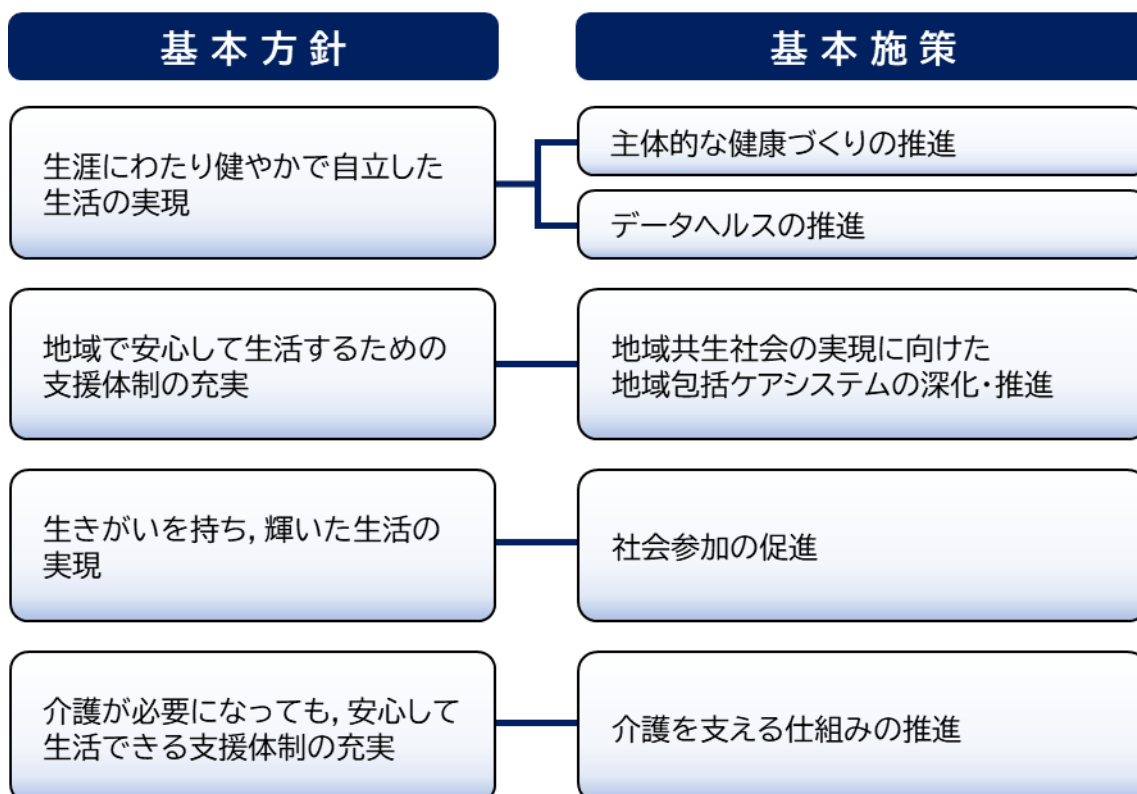 基本方針
基本施策
生涯にわたり健やかで自立した
生活の実現
主体的な健康づくりの推進
データヘルスの推進
地域で安心して生活するための
支援体制の充実
地域共生社会の実現に向けた
地域包括ケアシステムの深化・推進
生きがいを持ち,輝いた生活の
実現
社会参加の促進
介護が必要になっても,安心して
生活できる支援体制の充実
介護を支える仕組みの推進